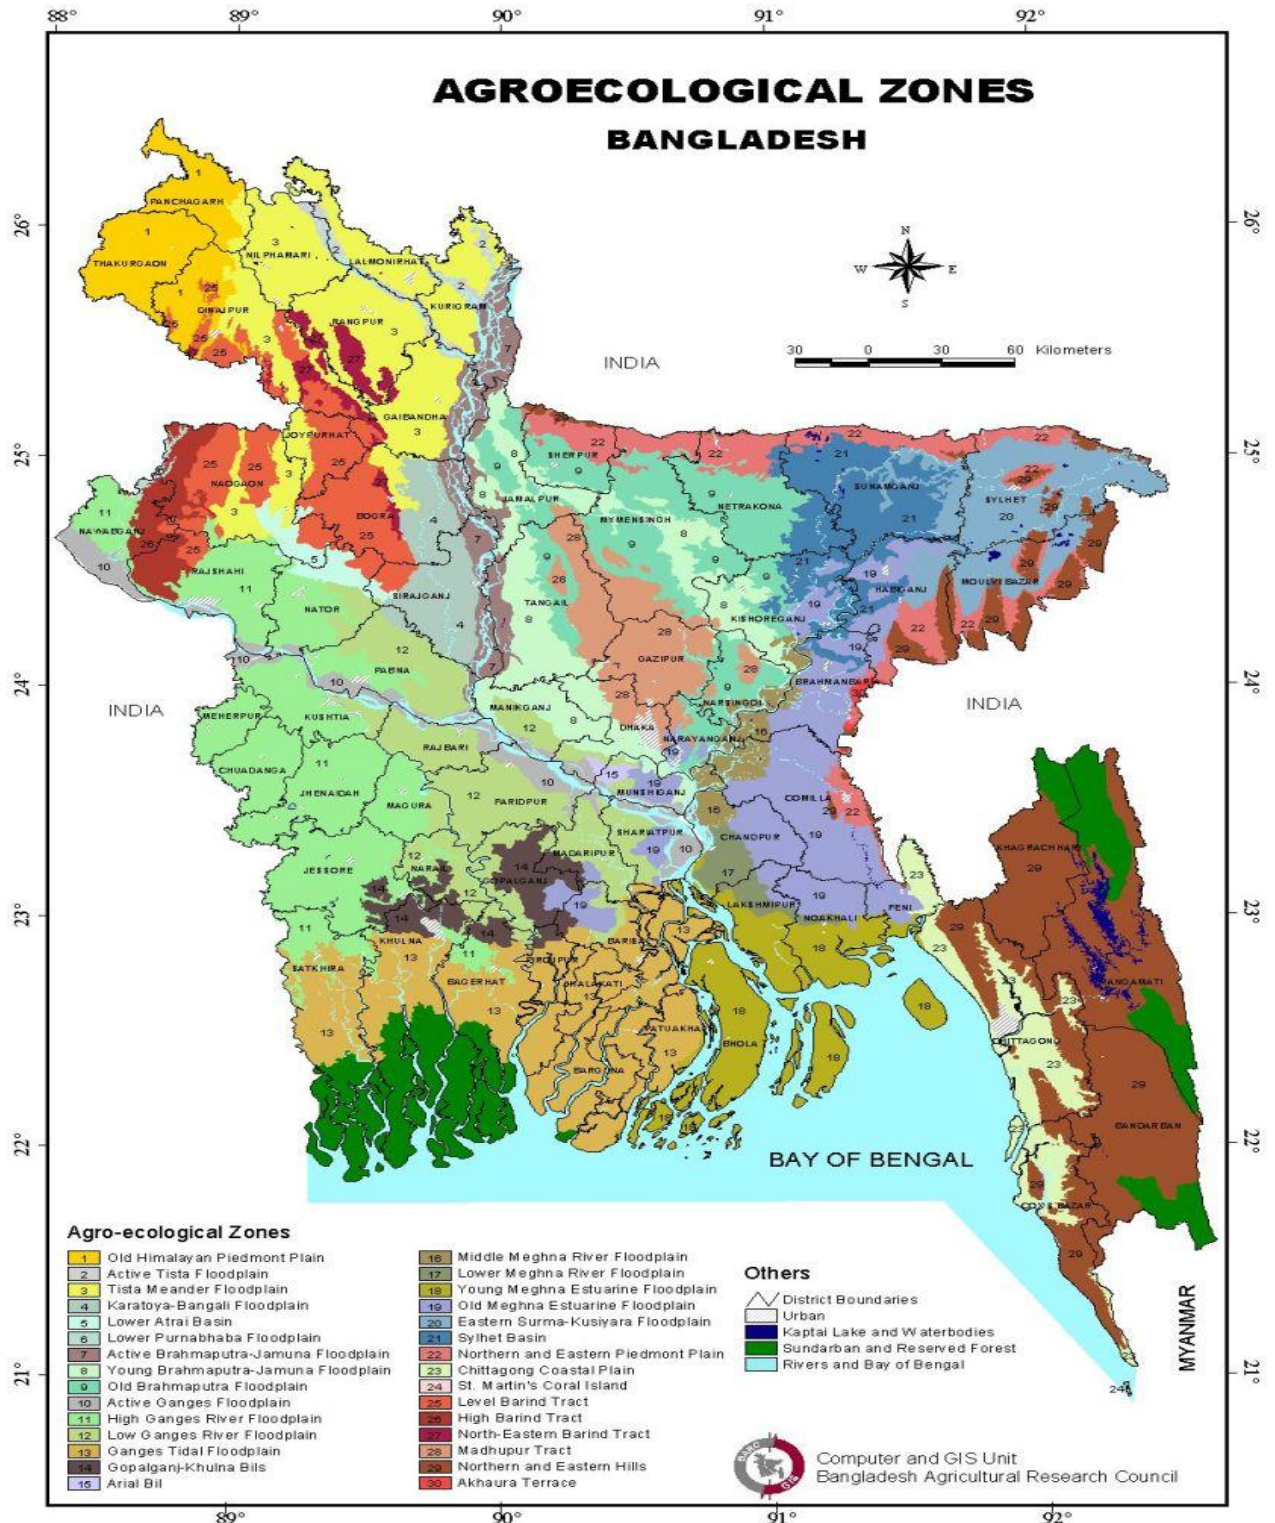 88° 89° 90° 91° 92°
AGROECOLOGICAL ZONES
BANGLADESH
26° 26°
25° 25°
24° 24°
23° 23°
22° 22°
21° 21°
N
W E
S
30 0 30 60 Kilometers
INDIA
INDIA
INDIA
PANCHAGARH
THAKURGAON
NILPHAMARI
LALMONIRHAT
DINAJPUR
RANGPUR
KURIGRAM
GAIBANDHA
JOYPURHAT
NAOGAON
BOGRA
NAWABGANJ
RAJSHAHI
NATOR
SIRAJGANJ
PABNA
SHERPUR
JAMALPUR
MYMENSINGH
NETRAKONA
SUNAMGANJ
SYLHET
MOULVI BAZAR
HABIGANJ
KISHOREGANJ
TANGAIL
GAZIPUR
NARSINGDI
MANIKGANJ
DHAKA
NARAYANGANJ
MUNSHIGANJ
MEHERPUR
KUSHTIA
CHUADANGA
JHENAIDAH
MAGURA
RAJBARI
FARIDPUR
SHARIATPUR
MADARIPUR
GOPALGANJ
JESSORE
COMILLA
CHANDPUR
LAKSHMIPUR
NOAKHALI
FENI
KHULNA
SATKHIRA
BAGERHAT
BARGUNA
BHOLA
KHAGRACHHARI
CHITTAGONG
BANDARBAN
COX'S BAZAR
BAY OF BENGAL
MYANMAR
Agro-ecological Zones
1 Old Himalayan Piedmont Plain
2 Active Tista Floodplain
3 Tista Meander Floodplain
4 Karatoya-Bangali Floodplain
5 Lower Atrai Basin
6 Lower Purnabhaba Floodplain
7 Active Brahmaputra-Jamuna Floodplain
8 Young Brahmaputra-Jamuna Floodplain
9 Old Brahmaputra Floodplain
10 Active Ganges Floodplain
11 High Ganges River Floodplain
12 Low Ganges River Floodplain
13 Ganges Tidal Floodplain
14 Gopalganj-Khulna Bils
15 Arial Bil
16 Middle Meghna River Floodplain
17 Lower Meghna River Floodplain
18 Young Meghna Estuarine Floodplain
19 Old Meghna Estuarine Floodplain
20 Eastern Surma-Kusiyara Floodplain
21 Sylhet Basin
22 Northern and Eastern Piedmont Plain
23 Chittagong Coastal Plain
24 St. Martin's Coral Island
25 Level Barind Tract
26 High Barind Tract
27 North-Eastern Barind Tract
28 Madhupur Tract
29 Northern and Eastern Hills
30 Akhaura Terrace
Others
District Boundaries
Urban
Kaptai Lake and Waterbodies
Sundarban and Reserved Forest
Rivers and Bay of Bengal
BARC
GIS
Computer and GIS Unit
Bangladesh Agricultural Research Council
89° 90° 91° 92°